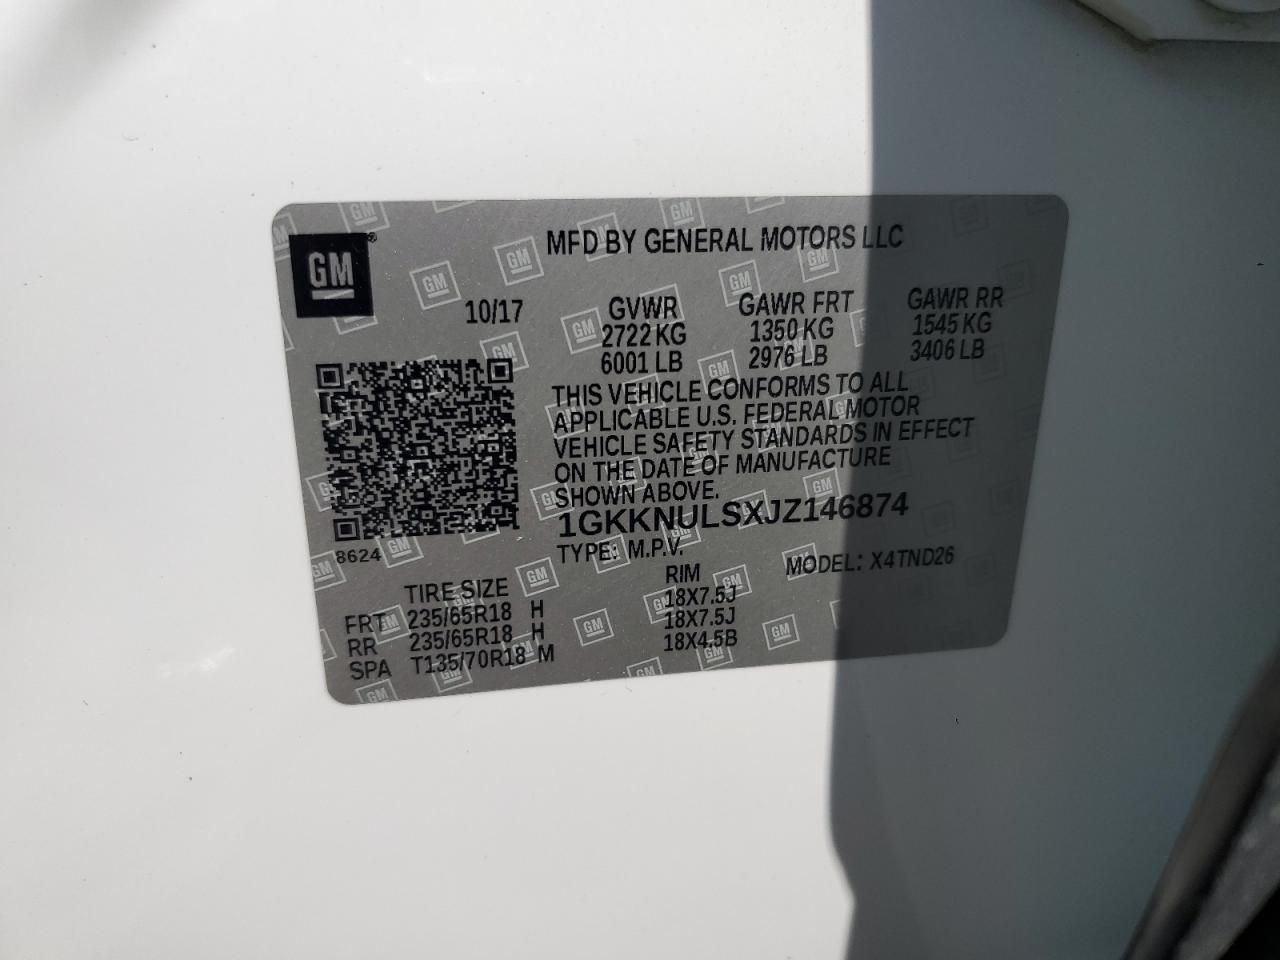 GM®
MFD BY GENERAL MOTORS LLC
10/17 GVWR GAWR FRT GAWR RR
2722 KG 1350 KG 1545 KG
6001 LB 2976 LB 3406 LB
THIS VEHICLE CONFORMS TO ALL
APPLICABLE U.S. FEDERAL MOTOR
VEHICLE SAFETY STANDARDS IN EFFECT
ON THE DATE OF MANUFACTURE
SHOWN ABOVE.
1GKKNULSXJZ146874
8624
TYPE: M.P.V. MODEL: X4TND26
TIRE SIZE RIM
FRT 235/65R18 H 18X7.5J
RR 235/65R18 H 18X7.5J
SPA T135/70R18 M 18X4.5B